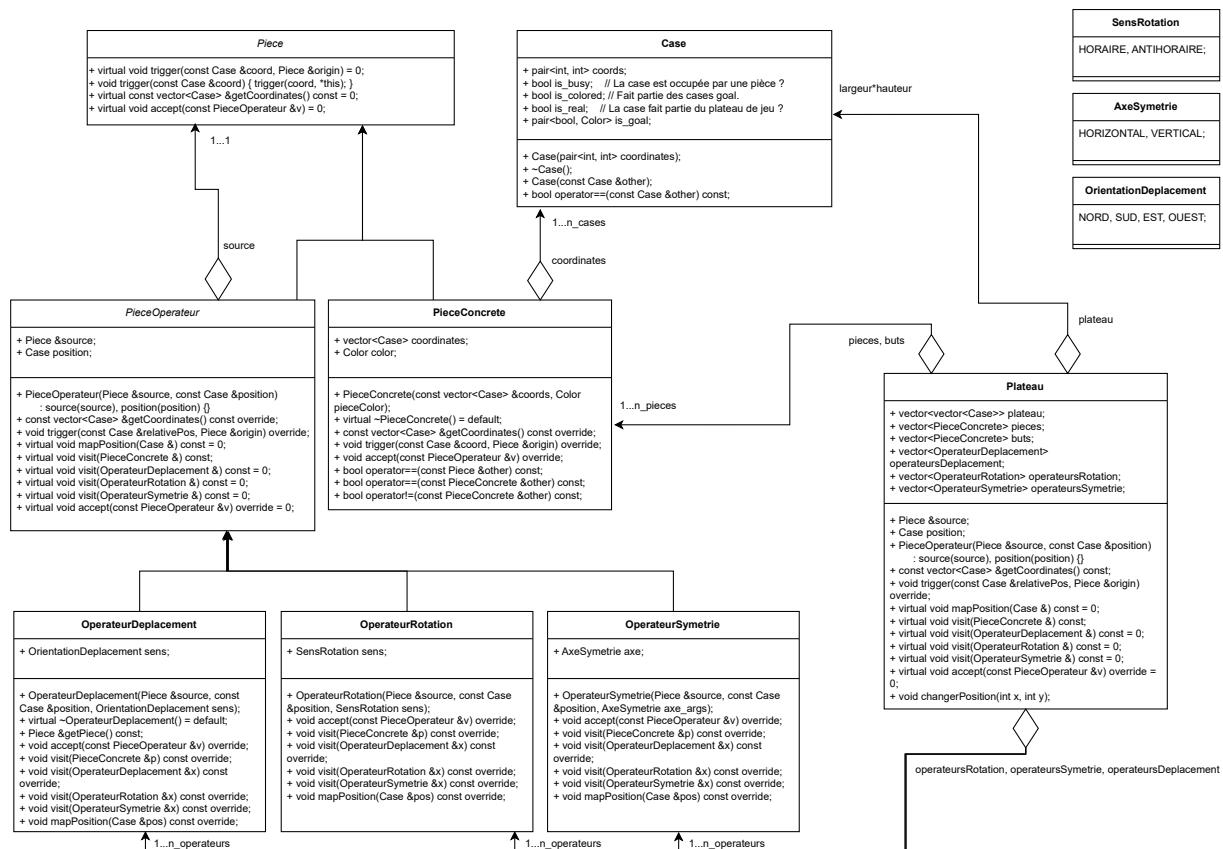 Piece
+ virtual void trigger(const Case &coord, Piece &origin) = 0;
+ void trigger(const Case &coord) { trigger(coord, *this); }
+ virtual const vector<Case> &getCoordinates() const = 0;
+ virtual void accept(const PieceOperateur &v) = 0;
1...1
source
Case
+ pair<int, int> coords;
+ bool is_busy; // La case est occupée par une pièce ?
+ bool is_colored; // Fait partie des cases goal.
+ bool is_real; // La case fait partie du plateau de jeu ?
+ pair<bool, Color> is_goal;
+ Case(pair<int, int> coordinates);
+ ~Case();
+ Case(const Case &other);
+ bool operator==(const Case &other) const;
1...n_cases
coordinates
largeur*hauteur
SensRotation
HORAIRE, ANTIHORAIRE;
AxeSymetrie
HORIZONTAL, VERTICAL;
OrientationDeplacement
NORD, SUD, EST, OUEST;
plateau
pieces, buts
1...n_pieces
PieceOperateur
+ Piece &source;
+ Case position;
+ PieceOperateur(Piece &source, const Case &position)
: source(source), position(position) {}
+ const vector<Case> &getCoordinates() const override;
+ void trigger(const Case &relativePos, Piece &origin) override;
+ virtual void mapPosition(Case &) const = 0;
+ virtual void visit(PieceConcrete &) const;
+ virtual void visit(OperateurDeplacement &) const = 0;
+ virtual void visit(OperateurRotation &) const = 0;
+ virtual void visit(OperateurSymetrie &) const = 0;
+ virtual void accept(const PieceOperateur &v) override = 0;
PieceConcrete
+ vector<Case> coordinates;
+ Color color;
+ PieceConcrete(const vector<Case> &coords, Color
pieceColor);
+ virtual ~PieceConcrete() = default;
+ const vector<Case> &getCoordinates() const override;
+ void trigger(const Case &coord, Piece &origin) override;
+ void accept(const PieceOperateur &v) override;
+ bool operator==(const Piece &other) const;
+ bool operator==(const PieceConcrete &other) const;
+ bool operator!=(const PieceConcrete &other) const;
Plateau
+ vector<vector<Case>> plateau;
+ vector<PieceConcrete> pieces;
+ vector<PieceConcrete> buts;
+ vector<OperateurDeplacement>
operateursDeplacement;
+ vector<OperateurRotation> operateursRotation;
+ vector<OperateurSymetrie> operateursSymetrie;
+ Piece &source;
+ Case position;
+ PieceOperateur(Piece &source, const Case &position)
: source(source), position(position) {}
+ const vector<Case> &getCoordinates() const;
+ void trigger(const Case &relativePos, Piece &origin)
override;
+ virtual void mapPosition(Case &) const = 0;
+ virtual void visit(PieceConcrete &) const;
+ virtual void visit(OperateurDeplacement &) const = 0;
+ virtual void visit(OperateurRotation &) const = 0;
+ virtual void visit(OperateurSymetrie &) const = 0;
+ virtual void accept(const PieceOperateur &v) override =
0;
+ void changerPosition(int x, int y);
operateursRotation, operateursSymetrie, operateursDeplacement
OperateurDeplacement
+ OrientationDeplacement sens;
+ OperateurDeplacement(Piece &source, const
Case &position, OrientationDeplacement sens);
+ virtual ~OperateurDeplacement() = default;
+ Piece &getPiece() const;
+ void accept(const PieceOperateur &v) override;
+ void visit(PieceConcrete &p) const override;
+ void visit(OperateurDeplacement &x) const
override;
+ void visit(OperateurRotation &x) const override;
+ void visit(OperateurSymetrie &x) const override;
+ void mapPosition(Case &pos) const override;
1...n_operateurs
OperateurRotation
+ SensRotation sens;
+ OperateurRotation(Piece &source, const Case
&position, SensRotation sens);
+ void accept(const PieceOperateur &v) override;
+ void visit(PieceConcrete &p) const override;
+ void visit(OperateurDeplacement &x) const
override;
+ void visit(OperateurRotation &x) const override;
+ void visit(OperateurSymetrie &x) const override;
+ void mapPosition(Case &pos) const override;
1...n_operateurs
OperateurSymetrie
+ AxeSymetrie axe;
+ OperateurSymetrie(Piece &source, const Case
&position, AxeSymetrie axe_args);
+ void accept(const PieceOperateur &v) override;
+ void visit(PieceConcrete &p) const override;
+ void visit(OperateurDeplacement &x) const
override;
+ void visit(OperateurRotation &x) const override;
+ void visit(OperateurSymetrie &x) const override;
+ void mapPosition(Case &pos) const override;
1...n_operateurs